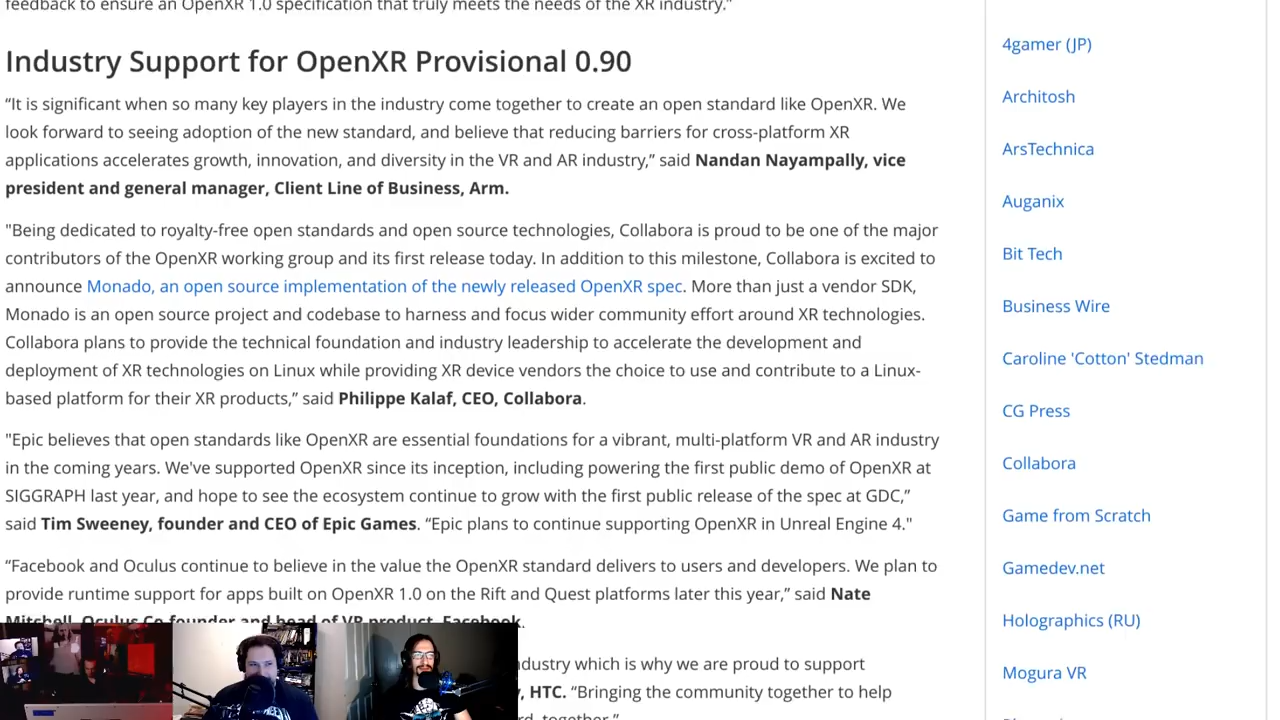 feedback to ensure an OpenXR 1.0 specification that truly meets the needs of the XR industry.”
Industry Support for OpenXR Provisional 0.90
“It is significant when so many key players in the industry come together to create an open standard like OpenXR. We
look forward to seeing adoption of the new standard, and believe that reducing barriers for cross-platform XR
applications accelerates growth, innovation, and diversity in the VR and AR industry,” said Nandan Nayampally, vice
president and general manager, Client Line of Business, Arm.
"Being dedicated to royalty-free open standards and open source technologies, Collabora is proud to be one of the major
contributors of the OpenXR working group and its first release today. In addition to this milestone, Collabora is excited to
announce Monado, an open source implementation of the newly released OpenXR spec. More than just a vendor SDK,
Monado is an open source project and codebase to harness and focus wider community effort around XR technologies.
Collabora plans to provide the technical foundation and industry leadership to accelerate the development and
deployment of XR technologies on Linux while providing XR device vendors the choice to use and contribute to a Linux-
based platform for their XR products,” said Philippe Kalaf, CEO, Collabora.
"Epic believes that open standards like OpenXR are essential foundations for a vibrant, multi-platform VR and AR industry
in the coming years. We've supported OpenXR since its inception, including powering the first public demo of OpenXR at
SIGGRAPH last year, and hope to see the ecosystem continue to grow with the first public release of the spec at GDC,”
said Tim Sweeney, founder and CEO of Epic Games. “Epic plans to continue supporting OpenXR in Unreal Engine 4."
“Facebook and Oculus continue to believe in the value the OpenXR standard delivers to users and developers. We plan to
provide runtime support for apps built on OpenXR 1.0 on the Rift and Quest platforms later this year,” said Nate
Mitchell, Oculus Co-founder and head of VR product, Facebook.
industry which is why we are proud to support
, HTC. “Bringing the community together to help
together.”
4gamer (JP)
Architosh
ArsTechnica
Auganix
Bit Tech
Business Wire
Caroline 'Cotton' Stedman
CG Press
Collabora
Game from Scratch
Gamedev.net
Holographics (RU)
Mogura VR